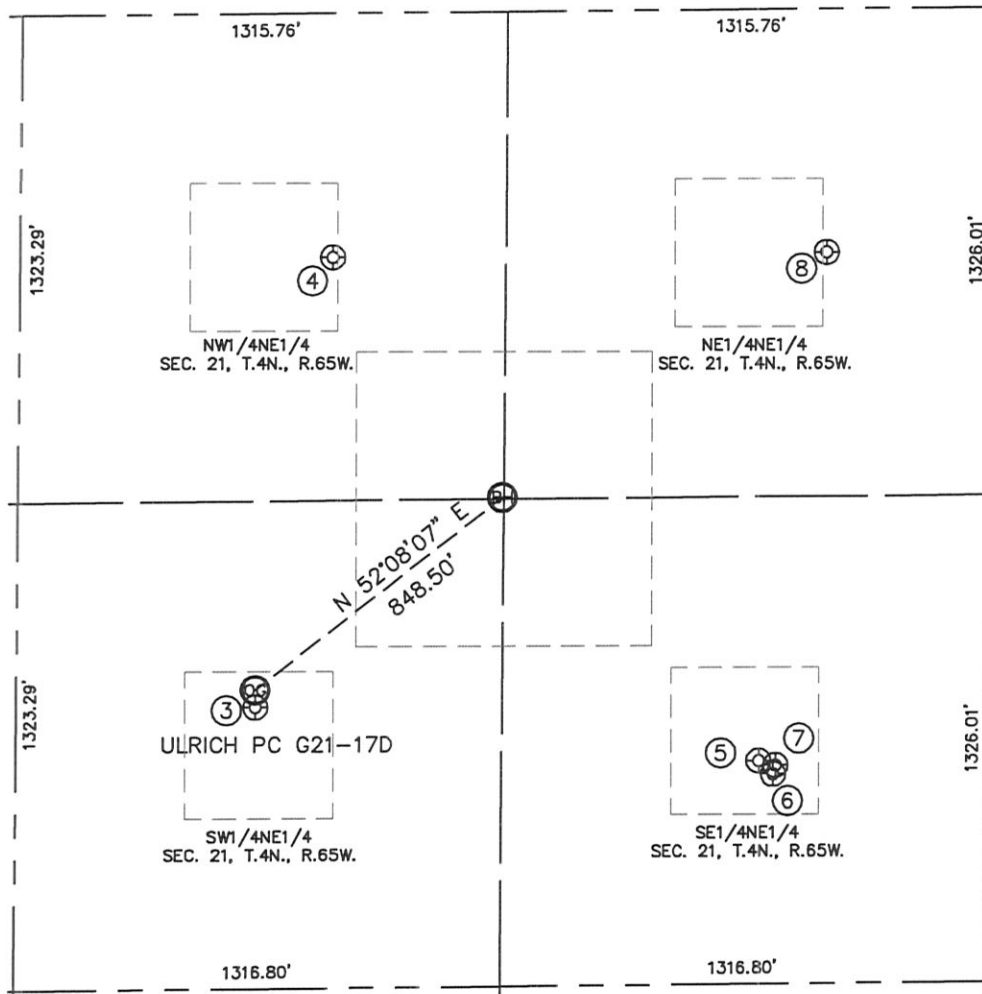 1315.76'
1315.76'
1323.29'
1326.01'
4
8
NW1/4NE1/4
SEC. 21, T.4N., R.65W.
NE1/4NE1/4
SEC. 21, T.4N., R.65W.
BH
N 52°08'07" E
848.50'
OG
3
ULRICH PC G21-17D
1323.29'
5
7
6
1326.01'
SW1/4NE1/4
SEC. 21, T.4N., R.65W.
SE1/4NE1/4
SEC. 21, T.4N., R.65W.
1316.80'
1316.80'